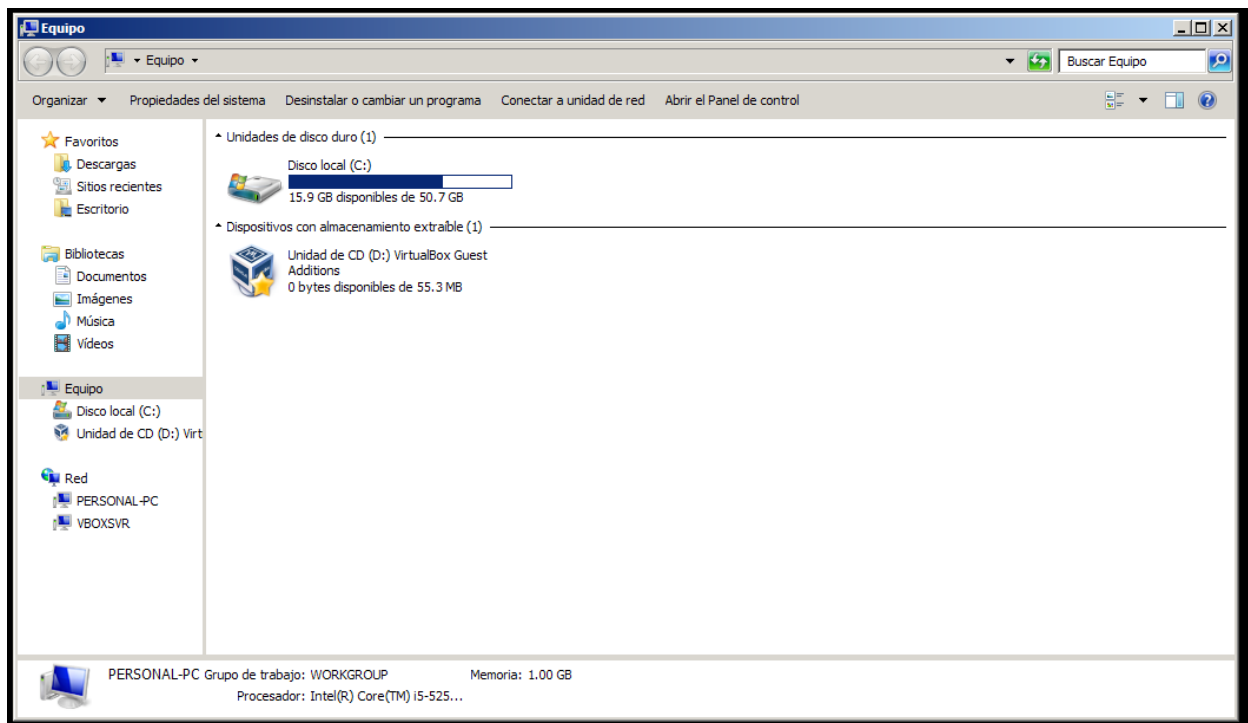 Equipo
Equipo
Buscar Equipo
Organizar Propiedades del sistema Desinstalar o cambiar un programa Conectar a unidad de red Abrir el Panel de control
Favoritos
Descargas
Sitios recientes
Escritorio
Bibliotecas
Documentos
Imágenes
Música
Vídeos
Equipo
Disco local (C:)
Unidad de CD (D:) Virt
Red
PERSONAL-PC
VBOXSVR
Unidades de disco duro (1)
Disco local (C:)
15.9 GB disponibles de 50.7 GB
Dispositivos con almacenamiento extraíble (1)
Unidad de CD (D:) VirtualBox Guest
Additions
0 bytes disponibles de 55.3 MB
PERSONAL-PC Grupo de trabajo: WORKGROUP Memoria: 1.00 GB
Procesador: Intel(R) Core(TM) i5-525...